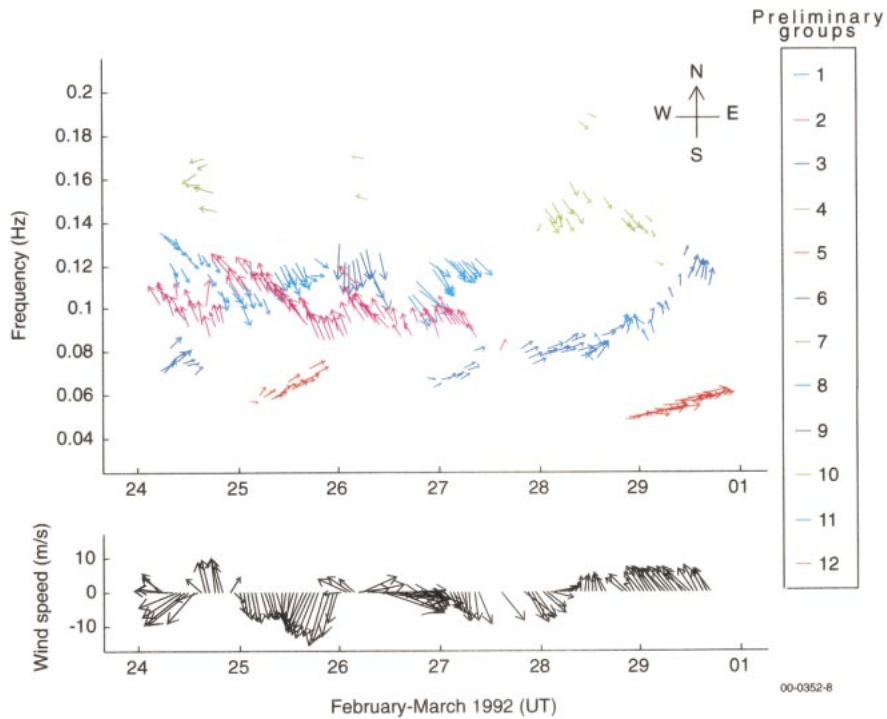 Preliminary
groups
1
2
3
4
5
6
7
8
9
10
11
12
N
W E
S
Frequency (Hz)
0.2
0.18
0.16
0.14
0.12
0.1
0.08
0.06
0.04
24 25 26 27 28 29 01
Wind speed (m/s)
10
0
-10
24 25 26 27 28 29 01
February-March 1992 (UT)
00-0352-8